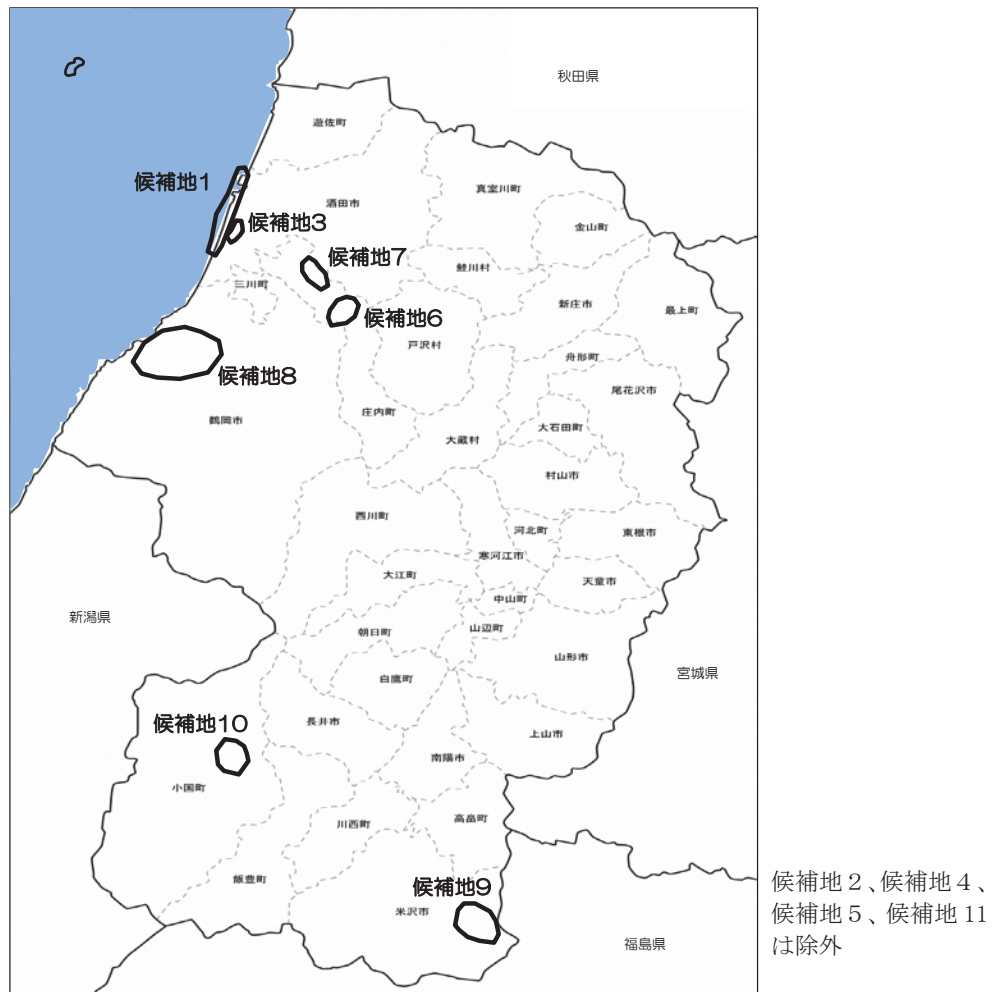 秋田県
遊佐町
候補地1
真室川町
酒田市
候補地3
金山町
候補地7
鮭川村
三川町
新庄市
最上町
候補地6
戸沢村
舟形町
候補地8
尾花沢市
庄内町
鶴岡市
大石田町
大蔵村
村山市
西川町
河北町
東根市
寒河江市
大江町
天童市
中山町
新潟県
朝日町
山辺町
山形市
宮城県
白鷹町
候補地10
長井市
上山市
南陽市
小国町
川西町
高畠町
飯豊町
候補地9
米沢市
福島県
候補地 2、候補地 4、
候補地 5、候補地 11
は除外